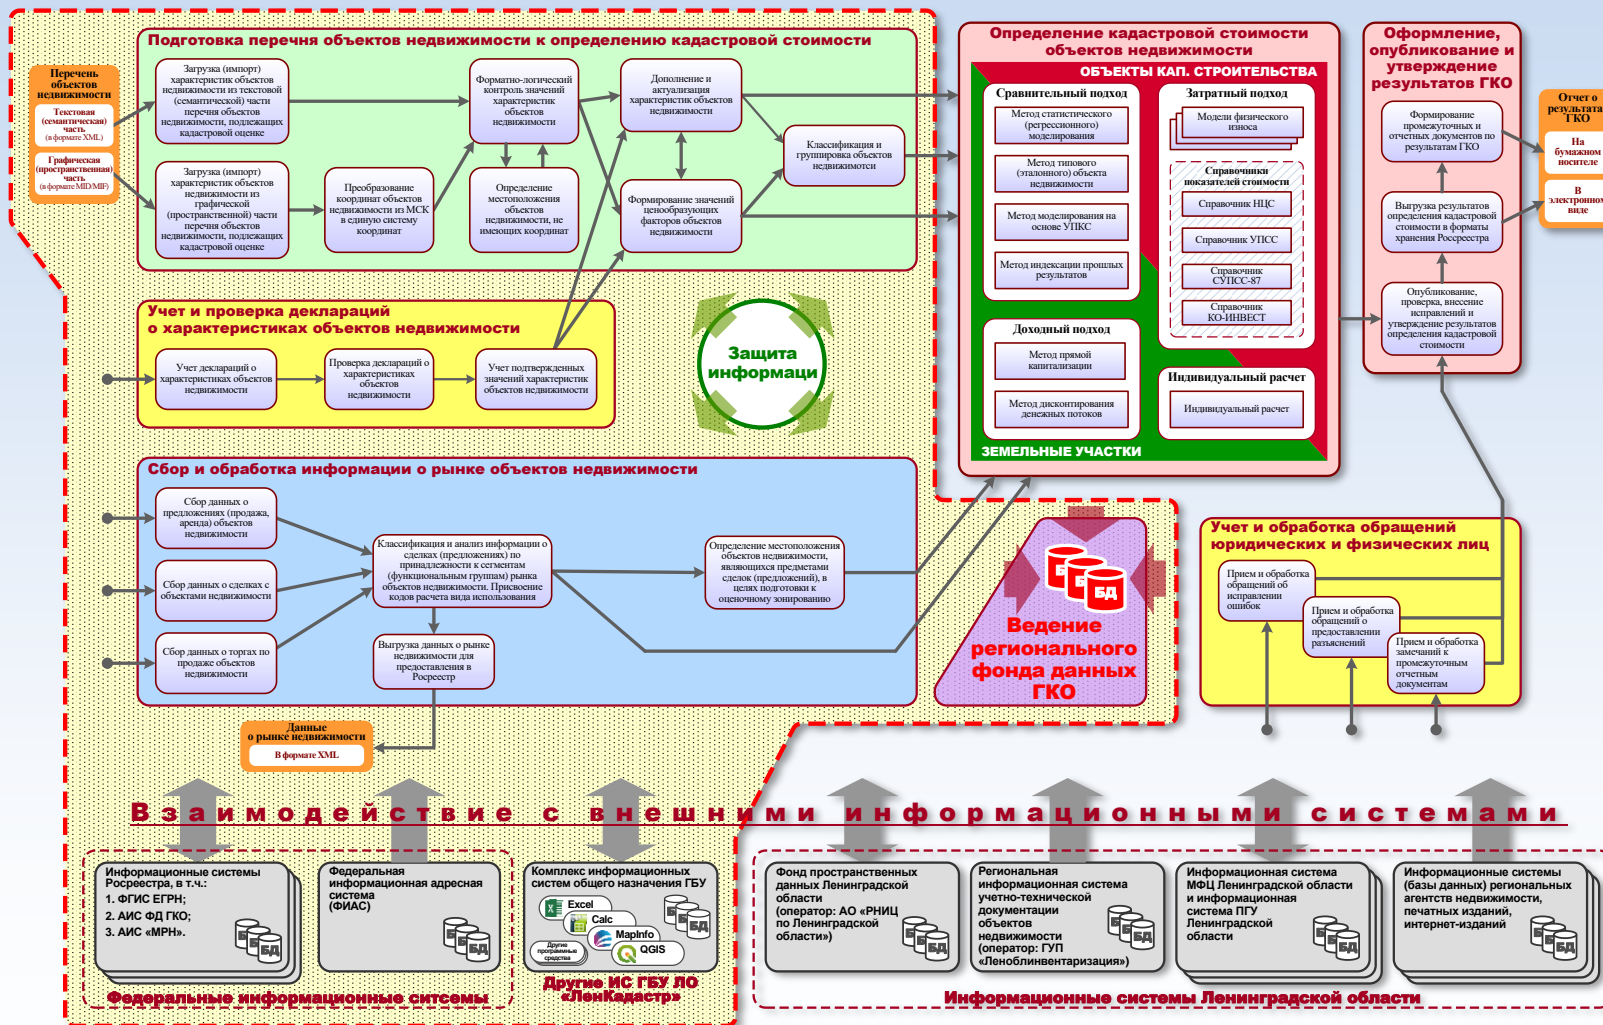 Подготовка перечня объектов недвижимости к определению кадастровой стоимости
Перечень
объектов
недвижимости
Текстовая
(семантическая)
часть
(в формате XML)
Графическая
(пространственная)
часть
(в формате MID/MIF)
Загрузка (импорт)
характеристик объектов
недвижимости из текстовой
(семантической) части
перечня объектов
недвижимости, подлежащих
кадастровой оценке
Загрузка (импорт)
характеристик объектов
недвижимости из
графической
(пространственной) части
перечня объектов
недвижимости, подлежащих
кадастровой оценке
Преобразование
координат объектов
недвижимости из МСК
в единую систему
координат
Форматно-логический
контроль значений
характеристик
объектов
недвижимости
Определение
местоположения
объектов
недвижимости, не
имеющих координат
Дополнение и
актуализация
характеристик объектов
недвижимости
Формирование значений
ценообразующих
факторов объектов
недвижимости
Классификация и
группировка объектов
недвижимотси
Учет и проверка деклараций
о характеристиках объектов недвижимости
Учет деклараций о
характеристиках объектов
недвижимости
Проверка деклараций о
характеристиках
объектов
недвижимости
Учет подтвержденных
значений характеристик
объектов недвижимости
Защита
информаци
Сбор и обработка информации о рынке объектов недвижимости
Сбор данных о
предложениях (продажа,
аренда) объектов
недвижимости
Сбор данных о сделках с
объектами недвижимости
Сбор данных о торгах по
продаже объектов
недвижимости
Классификация и анализ информации о
сделках (предложениях) по
принадлежности к сегментам
(функциональным группам) рынка
объектов недвижимости. Присвоение
кодов расчета вида использования
Выгрузка данных о рынке
недвижимости для
предоставления в
Росреестр
Определение местоположения
объектов недвижимости,
являющихся предметами
сделок (предложений), в
целях подготовки к
оценочному зонированию
Данные
о рынке недвижимости
В формате XML
Определение кадастровой стоимости
объектов недвижимости
ОБЪЕКТЫ КАП. СТРОИТЕЛЬСТВА
Сравнительный подход
Метод статистического
(регрессионного)
моделирования
Метод типового
(эталонного) объекта
недвижимости
Метод моделирования на
основе УПКС
Метод индексации прошлых
результатов
Затратный подход
Модели физического
износа
Справочники
показателей стоимости
Справочник НЦС
Справочник УПСС
Справочник
СУПСС-87
Справочник
КО-ИНВЕСТ
Доходный подход
Метод прямой
капитализации
Метод дисконтирования
денежных потоков
Индивидуальный расчет
Индивидуальный расчет
ЗЕМЕЛЬНЫЕ УЧАСТКИ
Оформление,
опубликование и
утверждение
результатов ГКО
Формирование
промежуточных и
отчетных документов по
результатам ГКО
Выгрузка результатов
определения кадастровой
стоимости в форматы
хранения Росреестра
Опубликование,
проверка, внесение
исправлений и
утверждение результатов
определения кадастровой
стоимости
Отчет о
результата
ГКО
На
бумажном
носителе
В
электронном
виде
БД
Ведение
регионального
фонда данных
ГКО
Учет и обработка обращений
юридических и физических лиц
Прием и обработка
обращений об
исправлении
ошибок
Прием и обработка
обращений о
предоставлении
разъяснений
Прием и обработка
замечаний к
промежуточным
отчетным
документам
Взаимодействие с внешними информационными системами
Информационные системы
Росреестра, в т.ч.:
1. ФГИС ЕГРН;
2. АИС ФД ГКО;
3. АИС «МРН».
БД
Федеральная
информационная адресная
система
(ФИАС)
БД
Федеральные информационные ситсемы
Комплекс информационных
систем общего назначения ГБУ
Excel
Calc
MapInfo
QGIS
Другие
программные
средства
БД
Другие ИС ГБУ ЛО
«ЛенКадастр»
Фонд пространственных
данных Ленинградской
области
(оператор: АО «РНИЦ
по Ленинградской
области»)
БД
Региональная
информационная система
учетно-технической
документации
объектов
недвижимости
(оператор: ГУП
«Леноблинвентаризация»)
БД
Информационная система
МФЦ Ленинградской области
и информационная
система ПГУ
Ленинградской
области
БД
Информационные системы
(базы данных) региональных
агентств недвижимости,
печатных изданий,
интернет-изданий
БД
Информационные системы Ленинградской области